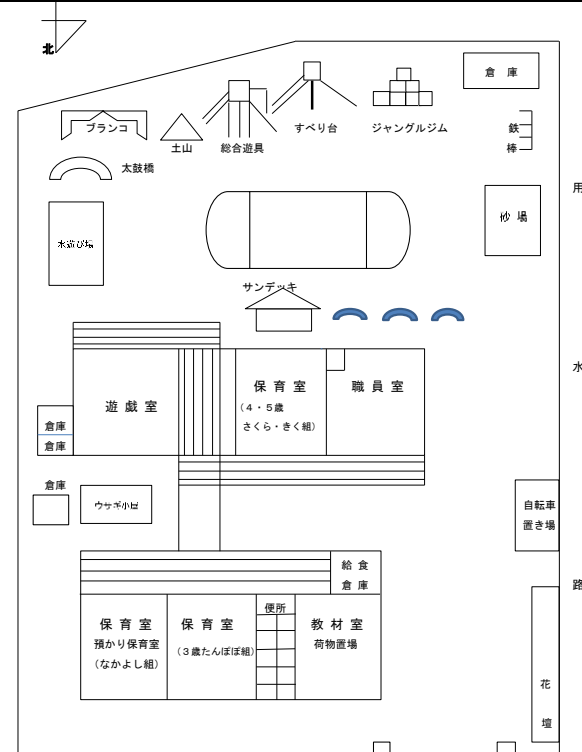 北
倉 庫
ブランコ
土山
総合遊具
すべり台
ジャングルジム
鉄
棒
太鼓橋
用
砂 場
水遊び場
サンデッキ
水
遊 戯 室
保 育 室
（４・５歳
さくら・きく組）
職 員 室
倉庫
倉庫
倉庫
ウサギ小屋
自転車
置き場
給 食
倉 庫
路
保 育 室
預かり保育室
（なかよし組）
保 育 室
（３歳たんぽぽ組）
便所
教 材 室
荷物置場
花
壇